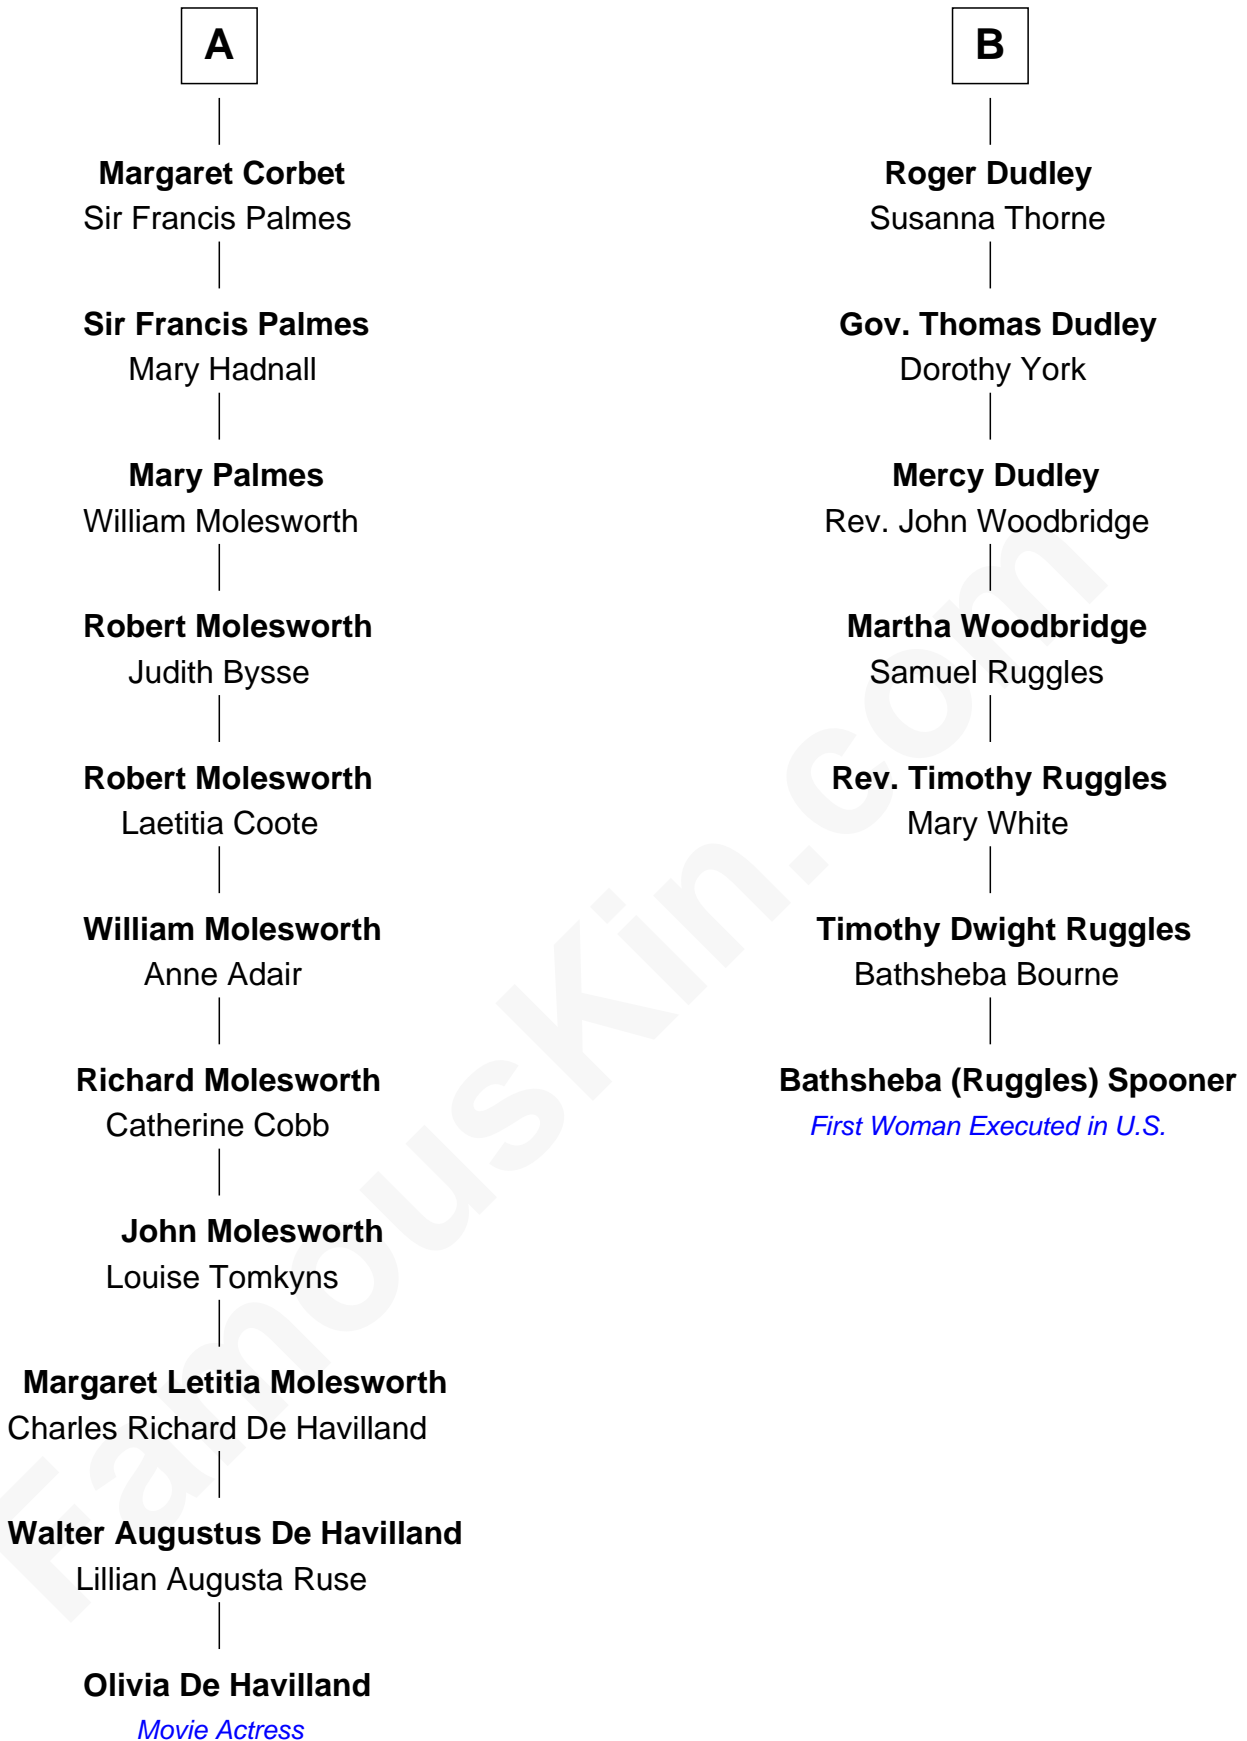 A
Margaret Corbet
Sir Francis Palmes
Sir Francis Palmes
Mary Hadnall
Mary Palmes
William Molesworth
Robert Molesworth
Judith Bysse
Robert Molesworth
Laetitia Coote
William Molesworth
Anne Adair
Richard Molesworth
Catherine Cobb
John Molesworth
Louise Tomkyns
Margaret Letitia Molesworth
Charles Richard De Havilland
Walter Augustus De Havilland
Lillian Augusta Ruse
Olivia De Havilland
Movie Actress
B
Roger Dudley
Susanna Thorne
Gov. Thomas Dudley
Dorothy York
Mercy Dudley
Rev. John Woodbridge
Martha Woodbridge
Samuel Ruggles
Rev. Timothy Ruggles
Mary White
Timothy Dwight Ruggles
Bathsheba Bourne
Bathsheba (Ruggles) Spooner
First Woman Executed in U.S.
FamousKin.com